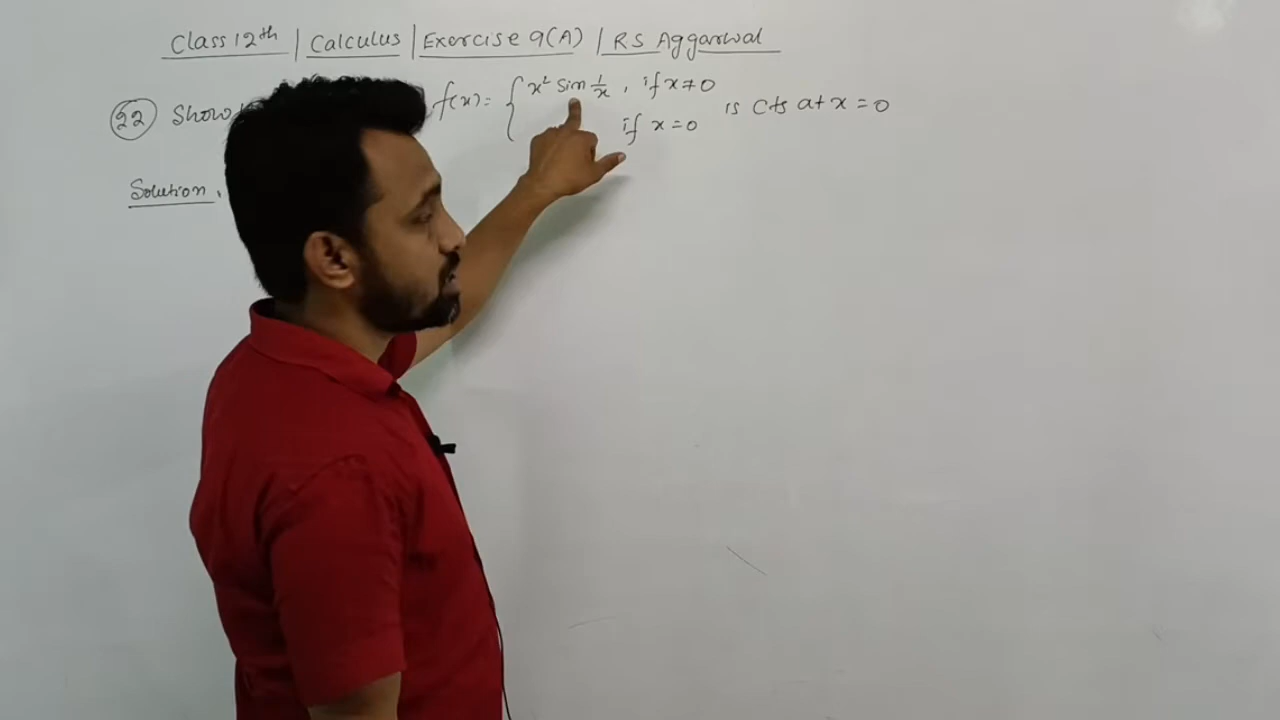 Class 12th | Calculus | Exercise 9(A) | RS Aggarwal
(22) Show f(x) = { x² Sin 1/x , if x ≠ 0
if x = 0 is cts at x = 0
Solution.